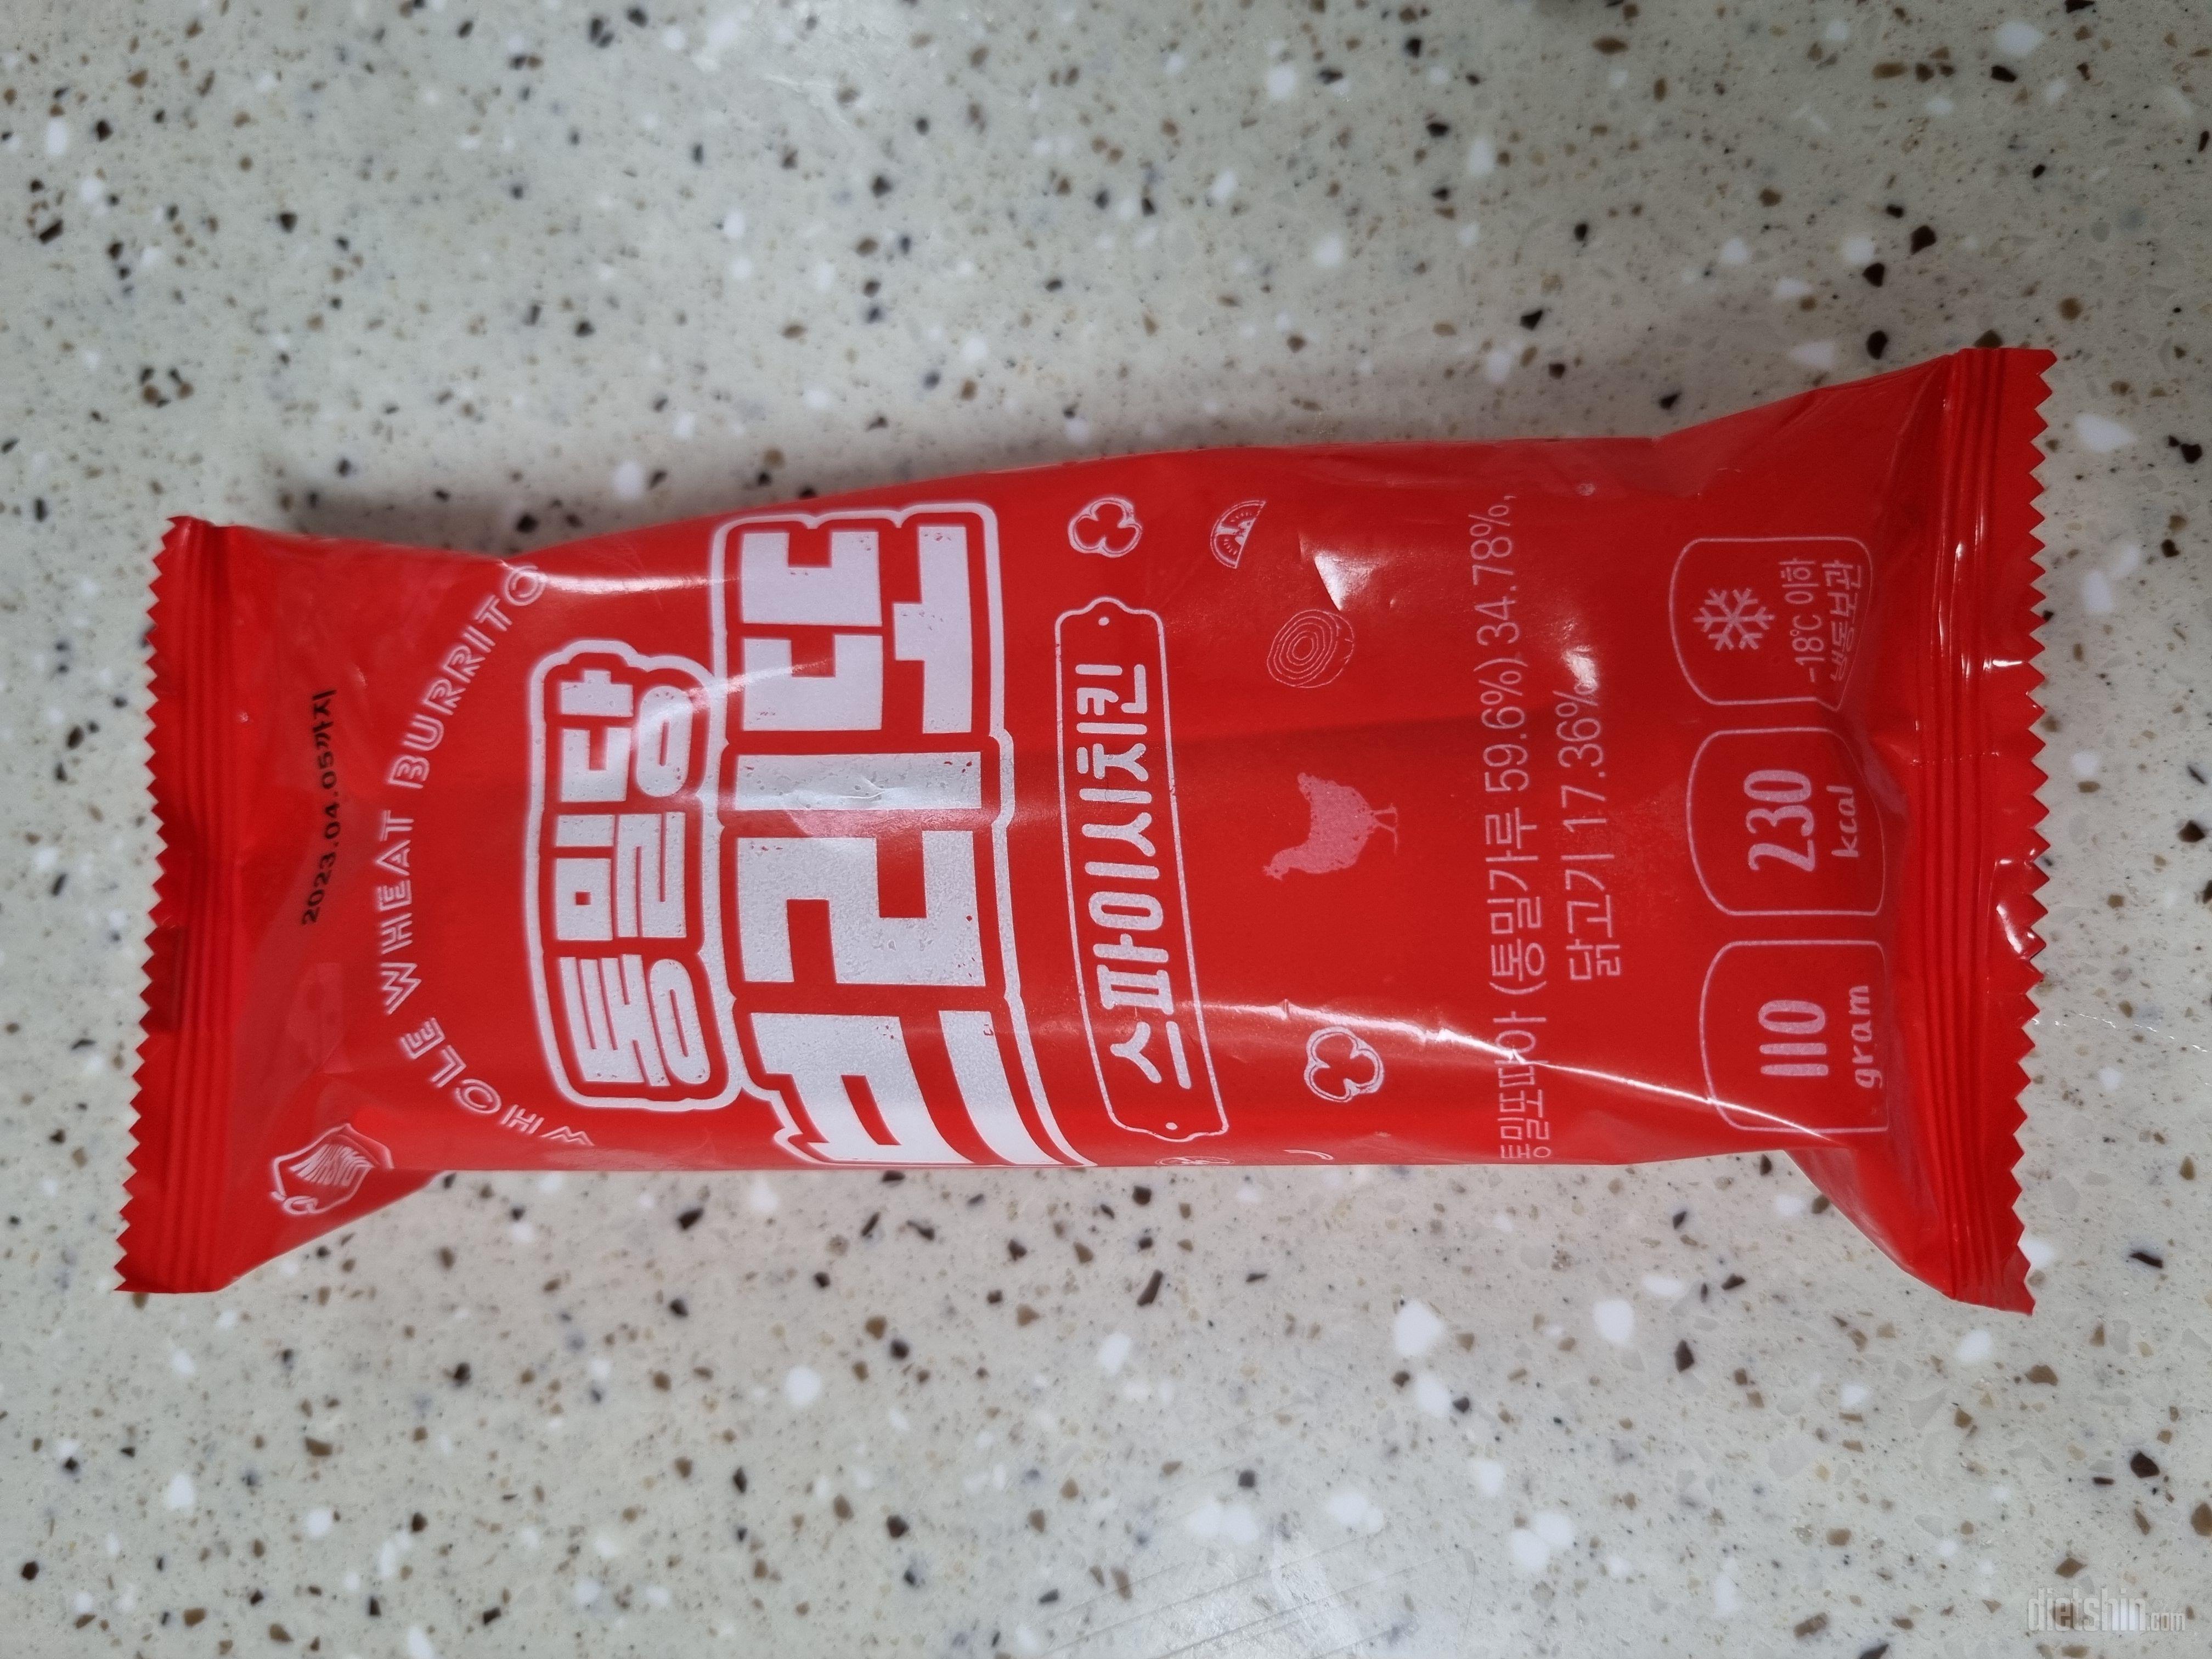 2023.04.05까지
WHOLE WHEAT BURRITO
통밀당
브리또
스파이시치킨
통밀또띠아 (통밀가루 59.6%) 34.78%,
닭고기 17.36%
110
gram
230
kcal
-18℃ 이하
냉동보관
dietshin.com